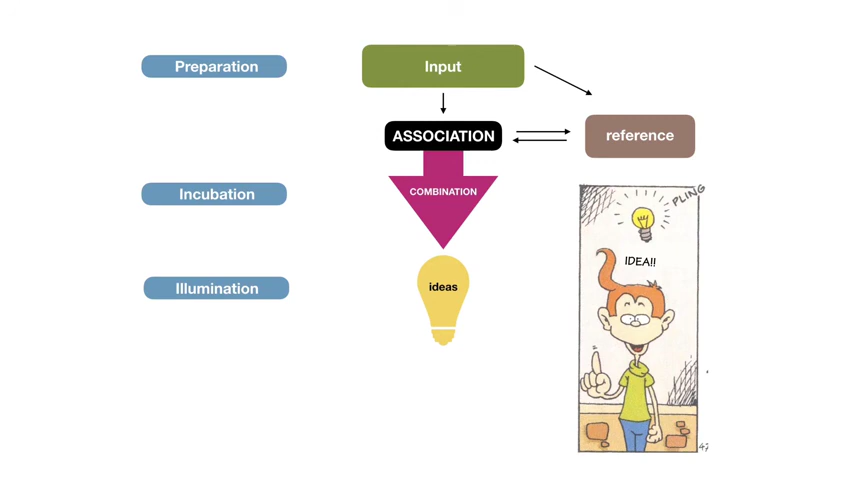 Preparation
Input
ASSOCIATION
reference
Incubation
COMBINATION
PLING
IDEA!!
Illumination
ideas
47